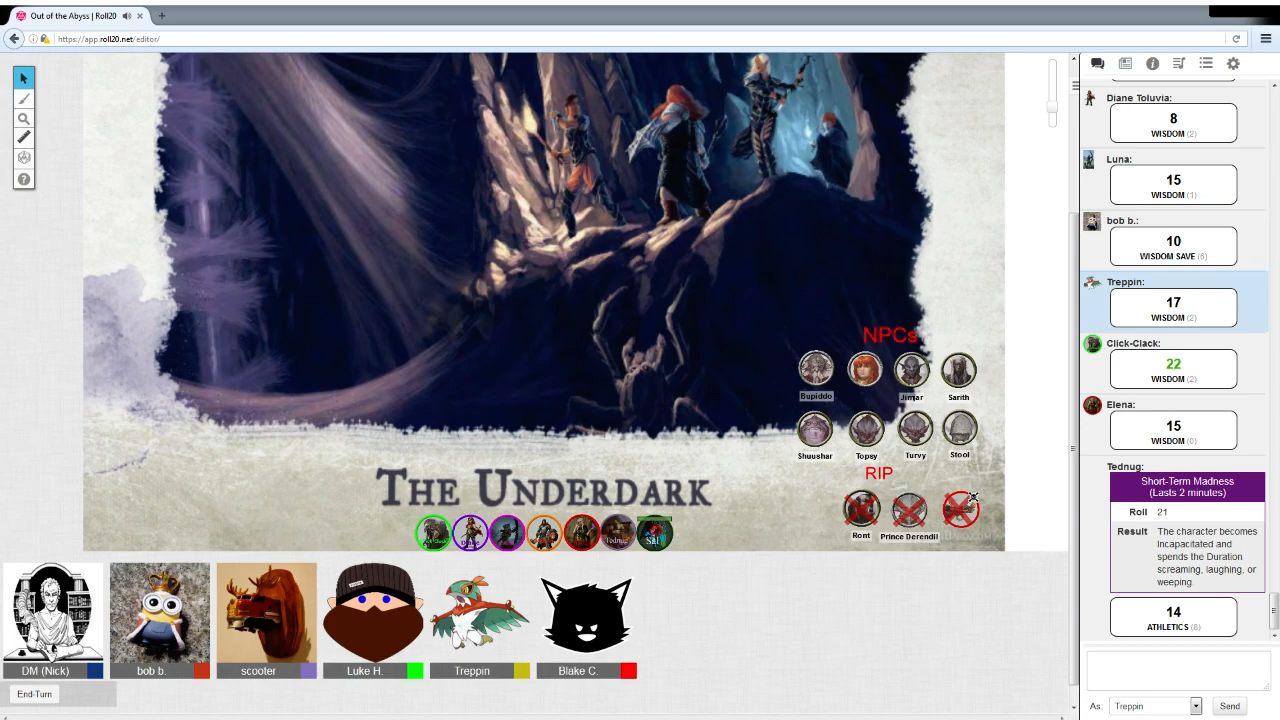 Out of the Abyss | Roll20
https://app.roll20.net/editor/
Diane Toluvia:
8
WISDOM (2)
Luna:
15
WISDOM (1)
bob b.:
10
WISDOM SAVE (6)
Treppin:
17
WISDOM (2)
Click-Clack:
22
WISDOM (2)
Elena:
15
WISDOM (0)
Tednug:
Short-Term Madness
(Lasts 2 minutes)
Roll 21
Result The character becomes
Incapacitated and
spends the Duration
screaming, laughing, or
weeping.
14
ATHLETICS (8)
As: Treppin
Send
NPCs
Bupiddo
Jimjar
Sarith
Shuushar
Topsy
Turvy
Stool
RIP
Ront
Prince Derendil
THE UNDERDARK
Tednug
Sal
DM (Nick)
bob b.
scooter
Luke H.
Treppin
Blake C.
End-Turn